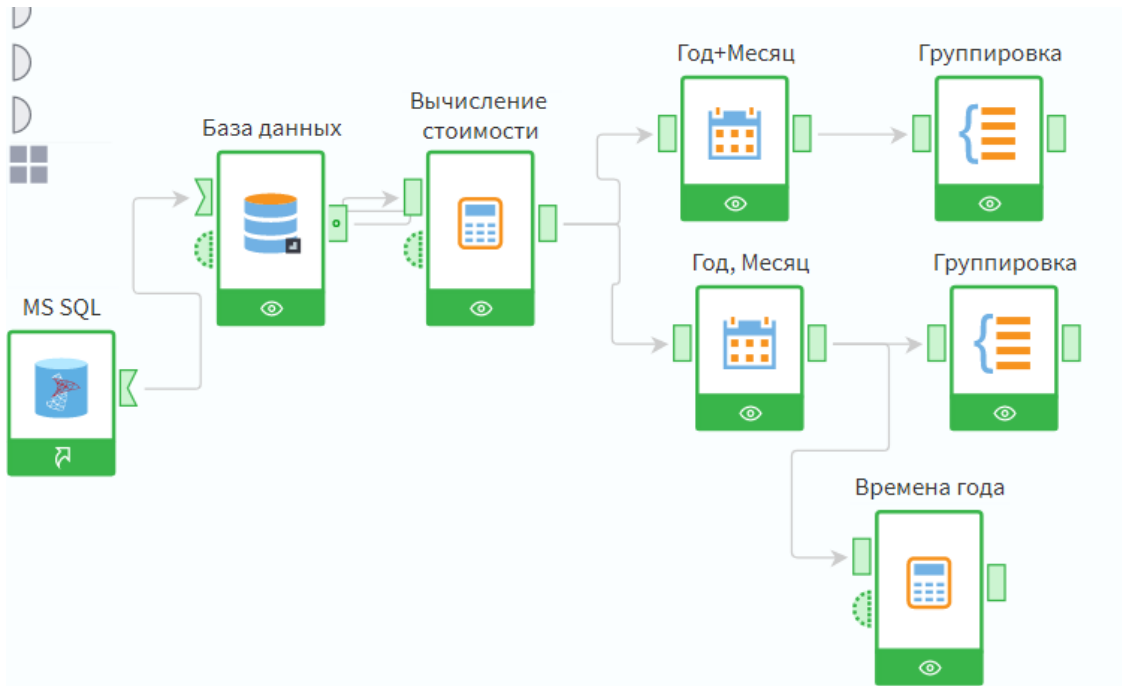 Год+Месяц
Группировка
Вычисление
стоимости
База данных
Год, Месяц
Группировка
MS SQL
Времена года